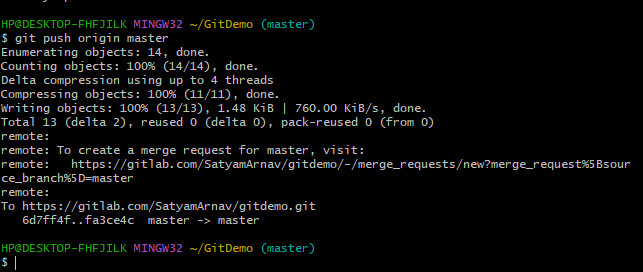 HP@DESKTOP-FHFJILK MINGW32 ~/GitDemo (master)
$ git push origin master
Enumerating objects: 14, done.
Counting objects: 100% (14/14), done.
Delta compression using up to 4 threads
Compressing objects: 100% (11/11), done.
Writing objects: 100% (13/13), 1.48 KiB | 760.00 KiB/s, done.
Total 13 (delta 2), reused 0 (delta 0), pack-reused 0 (from 0)
remote:
remote: To create a merge request for master, visit:
remote:   https://gitlab.com/SatyamArnav/gitdemo/-/merge_requests/new?merge_request%5Bsour
ce_branch%5D=master
remote:
To https://gitlab.com/SatyamArnav/gitdemo.git
   6d7ff4f..fa3ce4c  master -> master
HP@DESKTOP-FHFJILK MINGW32 ~/GitDemo (master)
$